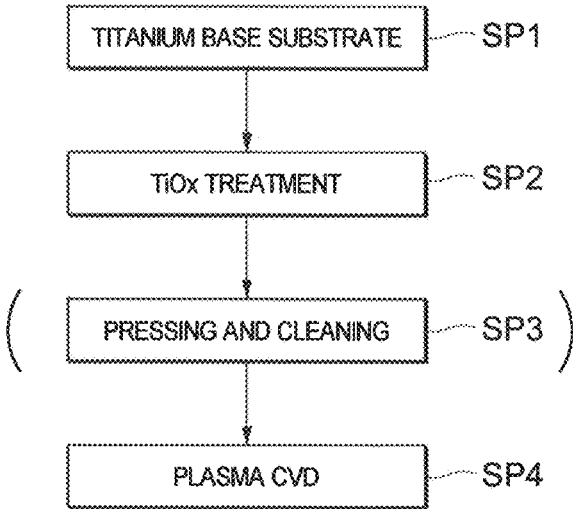 TITANIUM BASE SUBSTRATE SP1
TiOx TREATMENT SP2
( PRESSING AND CLEANING SP3 )
PLASMA CVD SP4